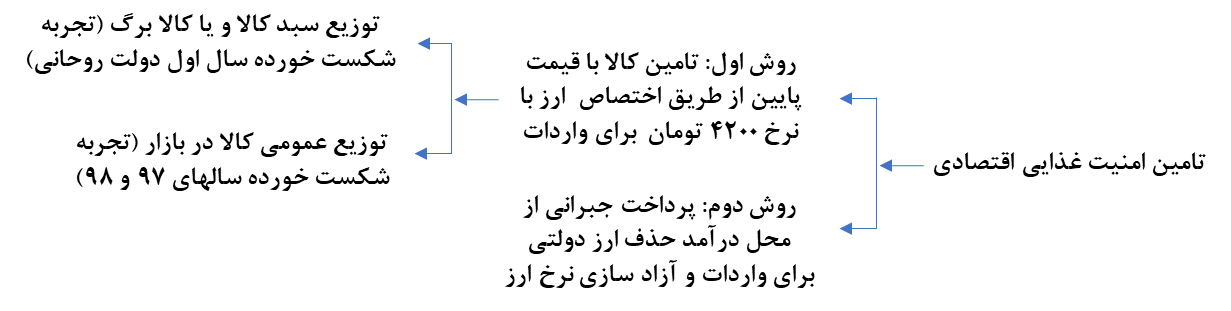 تامین امنیت غذایی اقتصادی
روش اول: تامین کالا با قیمت
پایین از طریق اختصاص ارز با
نرخ ۴۲۰۰ تومان برای واردات
توزیع سبد کالا و یا کالا برگ (تجربه
شکست خورده سال اول دولت روحانی)
توزیع عمومی کالا در بازار (تجربه
شکست خورده سالهای ۹۷ و ۹۸)
روش دوم: پرداخت جبرانی از
محل درآمد حذف ارز دولتی
برای واردات و آزاد سازی نرخ ارز